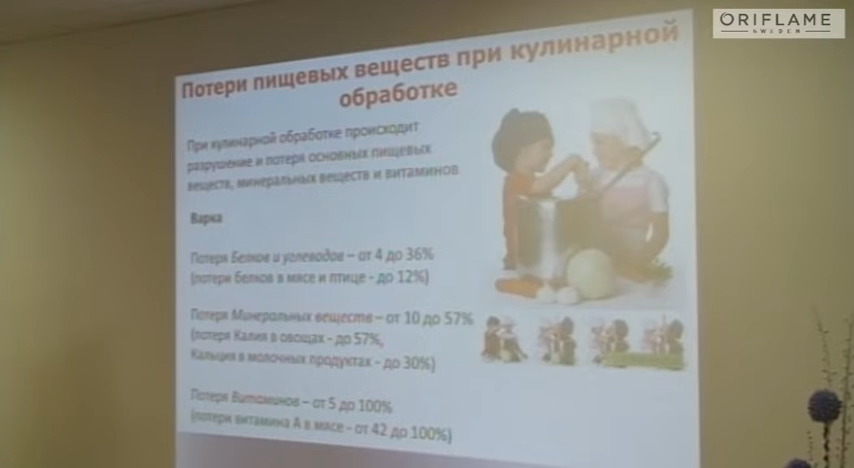 ORIFLAME
SWEDEN
Потери пищевых веществ при кулинарной
обработке
При кулинарной обработке происходит
разрушение и потеря основных пищевых
веществ, минеральных веществ и витаминов
Варка
Потеря Белков и углеводов – от 4 до 36%
(потери белков в мясе и птице - до 12%)
Потеря Минеральных веществ – от 10 до 57%
(потеря Калия в овощах - до 57%,
Кальция в молочных продуктах - до 30%)
Потеря Витаминов – от 5 до 100%
(потери витамина А в мясе - от 42 до 100%)